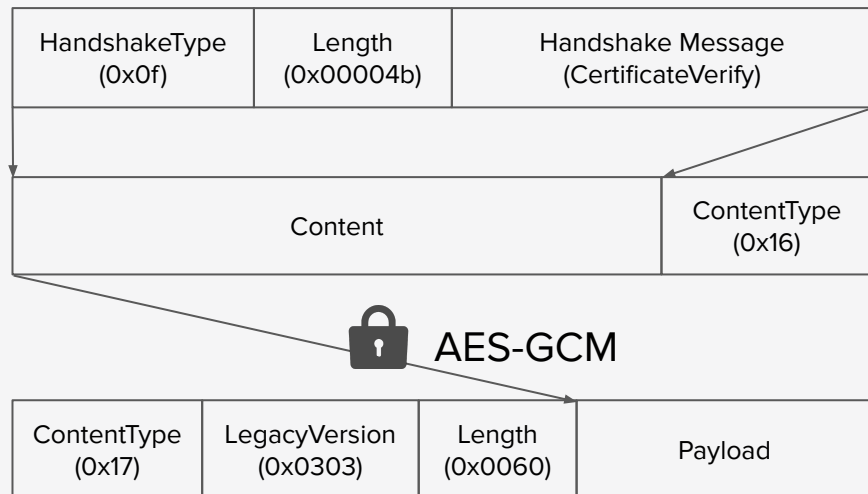 HandshakeType
(0x0f)
Length
(0x00004b)
Handshake Message
(CertificateVerify)
Content
ContentType
(0x16)
AES-GCM
ContentType
(0x17)
LegacyVersion
(0x0303)
Length
(0x0060)
Payload